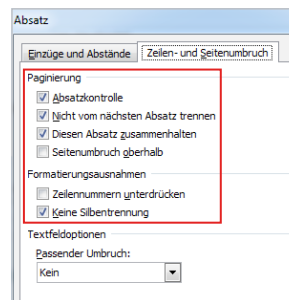 Absatz
Einzüge und Abstände
Zeilen- und Seitenumbruch
Paginierung
Absatzkontrolle
Nicht vom nächsten Absatz trennen
Diesen Absatz zusammenhalten
Seitenumbruch oberhalb
Formatierungsausnahmen
Zeilennummern unterdrücken
Keine Silbentrennung
Textfeldoptionen
Passender Umbruch:
Kein